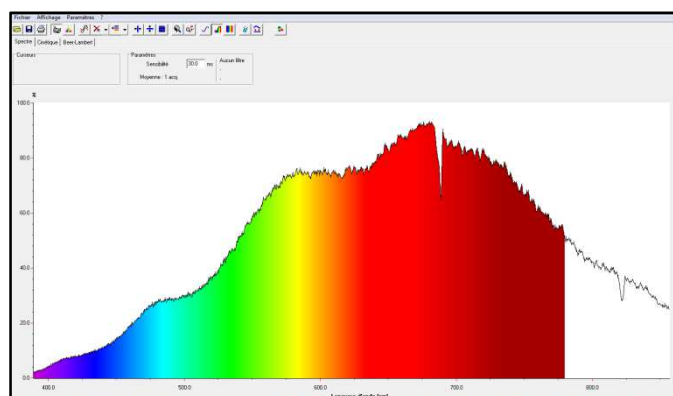 Fichier Affichage Paramètres ?
Spectre Cinétique Beer-Lambert
Curseurs
Paramètres
Sensibilité 30.0 ms
Moyenne : 1 acq.
Aucun filtre
%
100.0
80.0
60.0
40.0
20.0
0.0
400.0 500.0 600.0 700.0 800.0